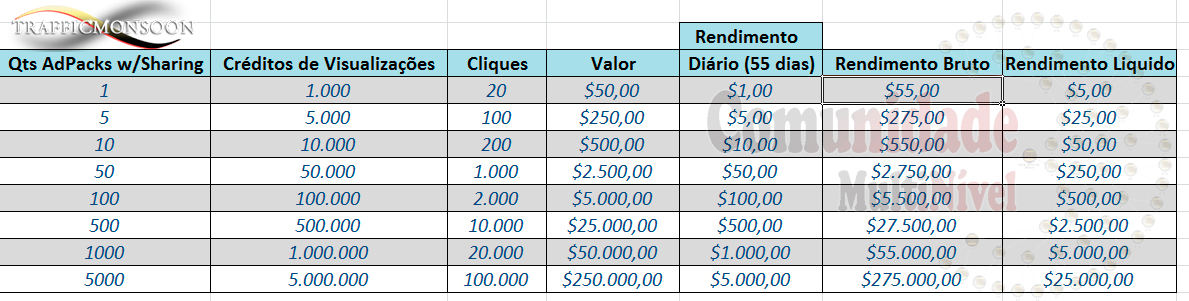 TRAFFICMONSOON
Rendimento
Qts AdPacks w/Sharing Créditos de Visualizações Cliques Valor Diário (55 dias) Rendimento Bruto Rendimento Liquido
1 1.000 20 $50,00 $1,00 $55,00 $5,00
5 5.000 100 $250,00 $5,00 $275,00 $25,00
10 10.000 200 $500,00 $10,00 $550,00 $50,00
50 50.000 1.000 $2.500,00 $50,00 $2.750,00 $250,00
100 100.000 2.000 $5.000,00 $100,00 $5.500,00 $500,00
500 500.000 10.000 $25.000,00 $500,00 $27.500,00 $2.500,00
1000 1.000.000 20.000 $50.000,00 $1.000,00 $55.000,00 $5.000,00
5000 5.000.000 100.000 $250.000,00 $5.000,00 $275.000,00 $25.000,00
Comunidade
MultiNível